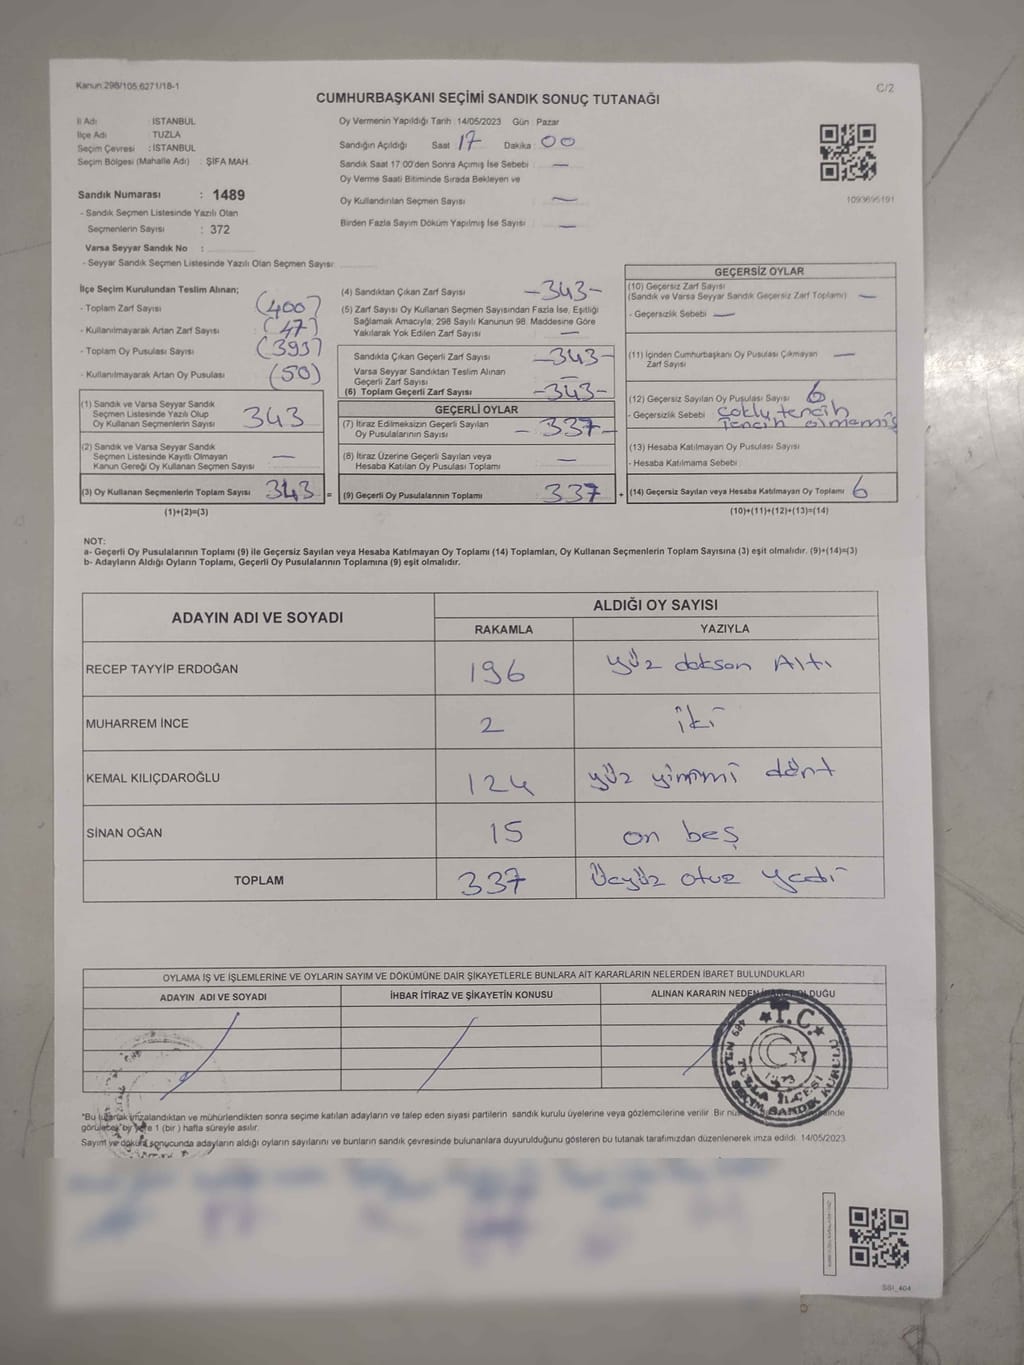 Kanun:298/105,6271/18-1
C/2
CUMHURBAŞKANI SEÇİMİ SANDIK SONUÇ TUTANAĞI
İl Adı : İSTANBUL
İlçe Adı : TUZLA
Seçim Çevresi : İSTANBUL
Seçim Bölgesi (Mahalle Adı) : ŞİFA MAH.
Sandık Numarası : 1489
- Sandık Seçmen Listesinde Yazılı Olan
Seçmenlerin Sayısı : 372
Varsa Seyyar Sandık No :
- Seyyar Sandık Seçmen Listesinde Yazılı Olan Seçmen Sayısı:
Oy Vermenin Yapıldığı Tarih :14/05/2023 Gün : Pazar
Sandığın Açıldığı Saat : 17 Dakika : 00
Sandık Saat 17:00'den Sonra Açılmış İse Sebebi : —
Oy Verme Saati Bitiminde Sırada Bekleyen ve
Oy Kullandırılan Seçmen Sayısı : —
Birden Fazla Sayım Döküm Yapılmış İse Sayısı : —
1093695191
İlçe Seçim Kurulundan Teslim Alınan;
- Toplam Zarf Sayısı : (400)
- Kullanılmayarak Artan Zarf Sayısı : (47)
- Toplam Oy Pusulası Sayısı : (393)
- Kullanılmayarak Artan Oy Pusulası : (50)
(1) Sandık ve Varsa Seyyar Sandık
Seçmen Listesinde Yazılı Olup
Oy Kullanan Seçmenlerin Sayısı : 343
(2) Sandık ve Varsa Seyyar Sandık
Seçmen Listesinde Kayıtlı Olmayan
Kanun Gereği Oy Kullanan Seçmen Sayısı : —
(3) Oy Kullanan Seçmenlerin Toplam Sayısı : 343 =
(1)+(2)=(3)
(4) Sandıktan Çıkan Zarf Sayısı : -343-
(5) Zarf Sayısı Oy Kullanan Seçmen Sayısından Fazla İse, Eşitliği
Sağlamak Amacıyla; 298 Sayılı Kanunun 98. Maddesine Göre
Yakılarak Yok Edilen Zarf Sayısı : —
Sandıkta Çıkan Geçerli Zarf Sayısı : -343-
Varsa Seyyar Sandıktan Teslim Alınan
Geçerli Zarf Sayısı : —
(6) Toplam Geçerli Zarf Sayısı : -343-
GEÇERLİ OYLAR
(7) İtiraz Edilmeksizin Geçerli Sayılan
Oy Pusulalarının Sayısı : -337-
(8) İtiraz Üzerine Geçerli Sayılan veya
Hesaba Katılan Oy Pusulası Toplamı : —
(9) Geçerli Oy Pusulalarının Toplamı : 337 +
GEÇERSİZ OYLAR
(10) Geçersiz Zarf Sayısı
(Sandık ve Varsa Seyyar Sandık Geçersiz Zarf Toplamı) : —
- Geçersizlik Sebebi : —
(11) İçinden Cumhurbaşkanı Oy Pusulası Çıkmayan : —
Zarf Sayısı
(12) Geçersiz Sayılan Oy Pusulası Sayısı : 6
- Geçersizlik Sebebi : çoklu tercih
Tercih olmamış
(13) Hesaba Katılmayan Oy Pusulası Sayısı :
- Hesaba Katılmama Sebebi :
(14) Geçersiz Sayılan veya Hesaba Katılmayan Oy Toplamı : 6
(10)+(11)+(12)+(13)=(14)
NOT:
a- Geçerli Oy Pusulalarının Toplamı (9) ile Geçersiz Sayılan veya Hesaba Katılmayan Oy Toplamı (14) Toplamları, Oy Kullanan Seçmenlerin Toplam Sayısına (3) eşit olmalıdır. (9)+(14)=(3)
b- Adayların Aldığı Oyların Toplamı, Geçerli Oy Pusulalarının Toplamına (9) eşit olmalıdır.
ADAYIN ADI VE SOYADI
ALDIĞI OY SAYISI
RAKAMLA YAZIYLA
RECEP TAYYİP ERDOĞAN 196 yüz doksan Altı
MUHARREM İNCE 2 iki
KEMAL KILIÇDAROĞLU 124 yüz yirmi dört
SİNAN OĞAN 15 on beş
TOPLAM 337 Üçyüz otuz yedi
OYLAMA İŞ VE İŞLEMLERİNE VE OYLARIN SAYIM VE DÖKÜMÜNE DAİR ŞİKAYETLERLE BUNLARA AİT KARARLARIN NELERDEN İBARET BULUNDUKLARI
ADAYIN ADI VE SOYADI İHBAR İTİRAZ VE ŞİKAYETİN KONUSU ALINAN KARARIN NEDEN İBARET OLDUĞU
T.C.
TUZLA İLÇESİ
SEÇİM SANDIK KURULU
"Bu tutanak imzalandıktan ve mühürlendikten sonra seçime katılan adayların ve talep eden siyasi partilerin sandık kurulu üyelerine veya gözlemcilerine verilir. Bir
1 (bir ) hafta süreyle asılır.
Sayım ve döküm sonucunda adayların aldığı oyların sayılarını ve bunların sandık çevresinde bulunanlara duyurulduğunu gösteren bu tutanak tarafımızdan düzenlenerek imza edildi. 14/05/2023
SSI_404